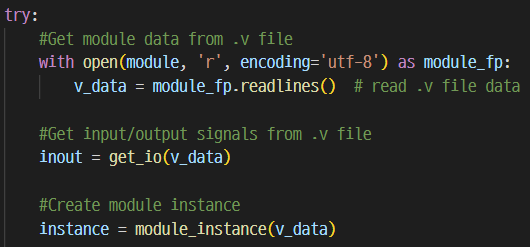 try:
#Get module data from .v file
with open(module, 'r', encoding='utf-8') as module_fp:
v_data = module_fp.readlines()  # read .v file data
#Get input/output signals from .v file
inout = get_io(v_data)
#Create module instance
instance = module_instance(v_data)